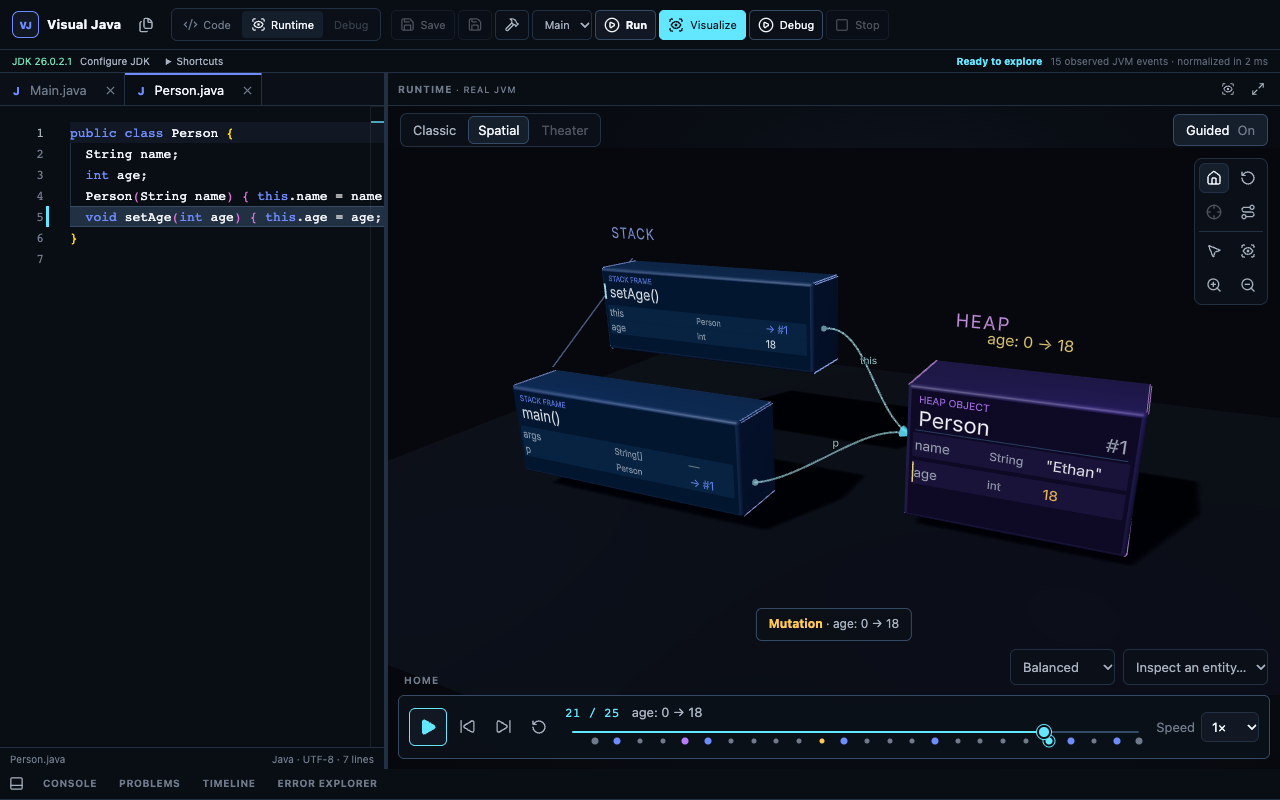 VJ Visual Java Code Runtime Debug Save Main Run Visualize Debug Stop
JDK 26.0.2.1 Configure JDK Shortcuts Ready to explore 15 observed JVM events · normalized in 2 ms
J Main.java J Person.java
RUNTIME · REAL JVM
Classic Spatial Theater Guided On
1 public class Person {
2 String name;
3 int age;
4 Person(String name) { this.name = name
5 void setAge(int age) { this.age = age;
6 }
7
STACK
STACK FRAME
setAge()
this Person → #1
age int 18
STACK FRAME
main()
args String[] —
p Person → #1
this
p
HEAP
age: 0 → 18
HEAP OBJECT
Person
#1
name String "Ethan"
age int 18
Mutation · age: 0 → 18
Balanced Inspect an entity...
HOME
21 / 25 age: 0 → 18
Speed 1×
Person.java Java · UTF-8 · 7 lines
CONSOLE PROBLEMS TIMELINE ERROR EXPLORER